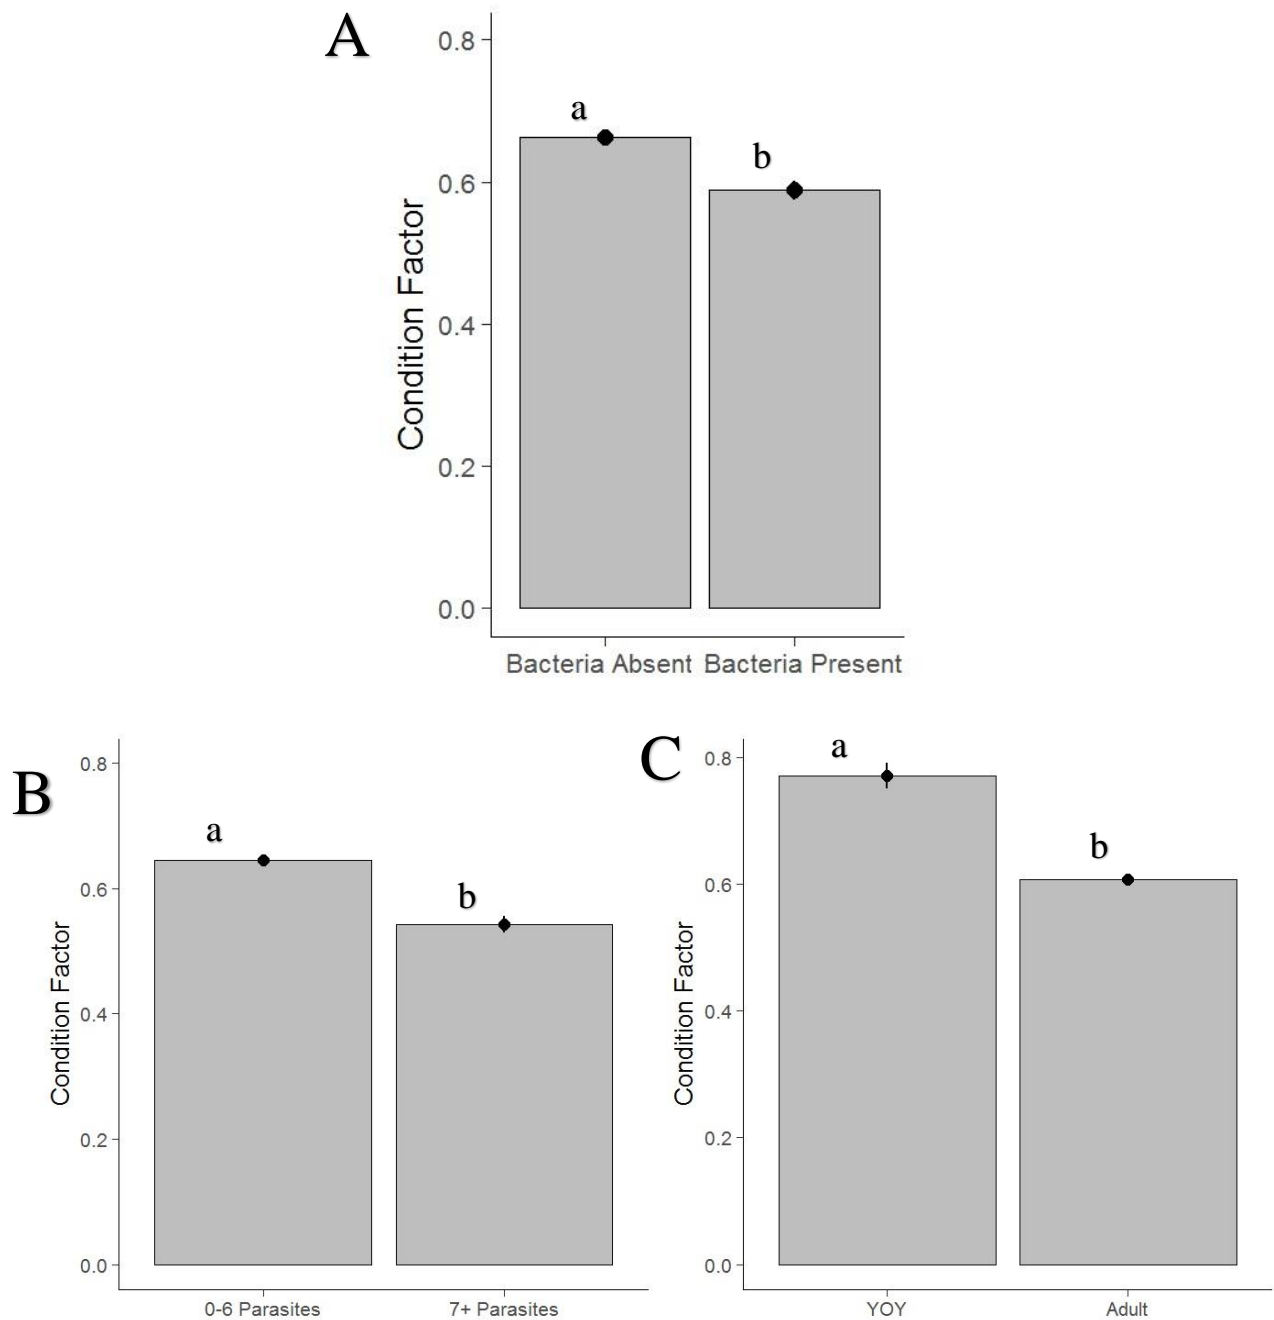 A
0.8
a
b
0.6
0.4
0.2
0.0
Condition Factor
Bacteria Absent Bacteria Present
B
0.8
a
b
0.6
0.4
0.2
0.0
Condition Factor
0-6 Parasites 7+ Parasites
C
0.8
a
b
0.6
0.4
0.2
0.0
Condition Factor
YOY Adult